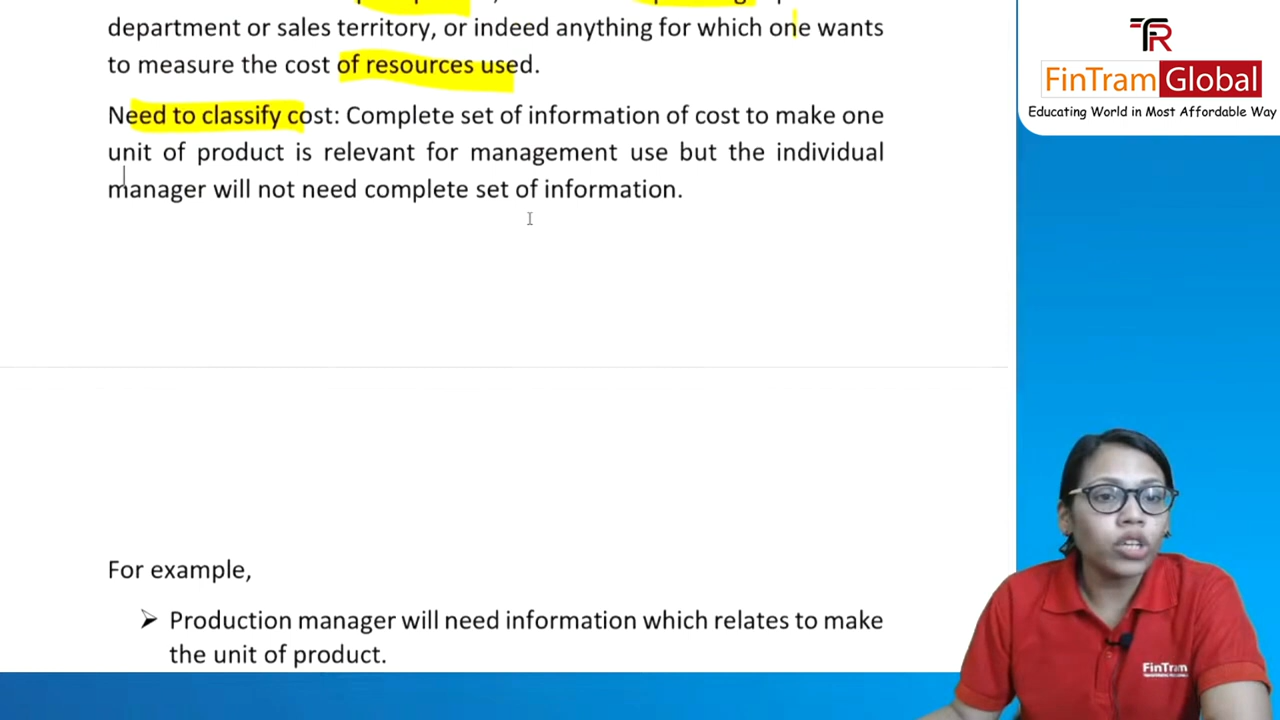 department or sales territory, or indeed anything for which one wants
to measure the cost of resources used.
Need to classify cost: Complete set of information of cost to make one
unit of product is relevant for management use but the individual
manager will not need complete set of information.
For example,
➢ Production manager will need information which relates to make
the unit of product.
TFR
FinTram Global
Educating World in Most Affordable Way
FinTram